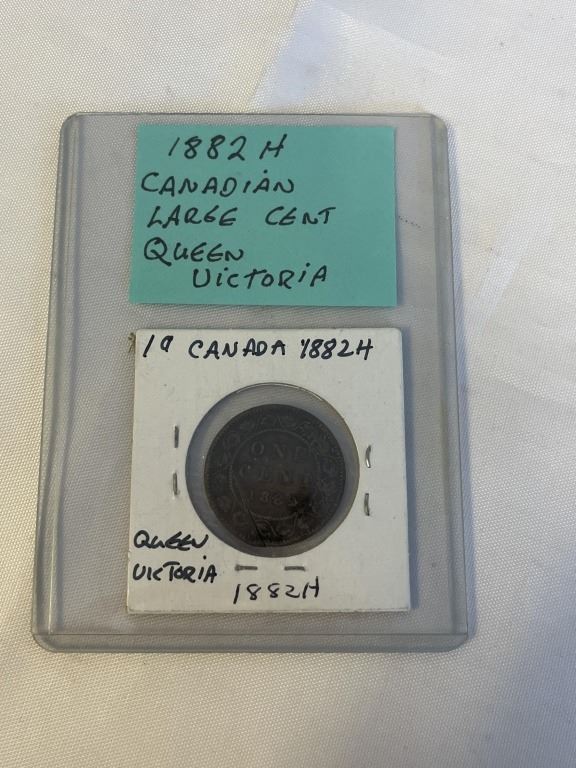 1882 H
CANADIAN
LARGE CENT
QUEEN
VICTORIA
1¢ CANADA 1882H
ONE
CENT
QUEEN
VICTORIA
1882H